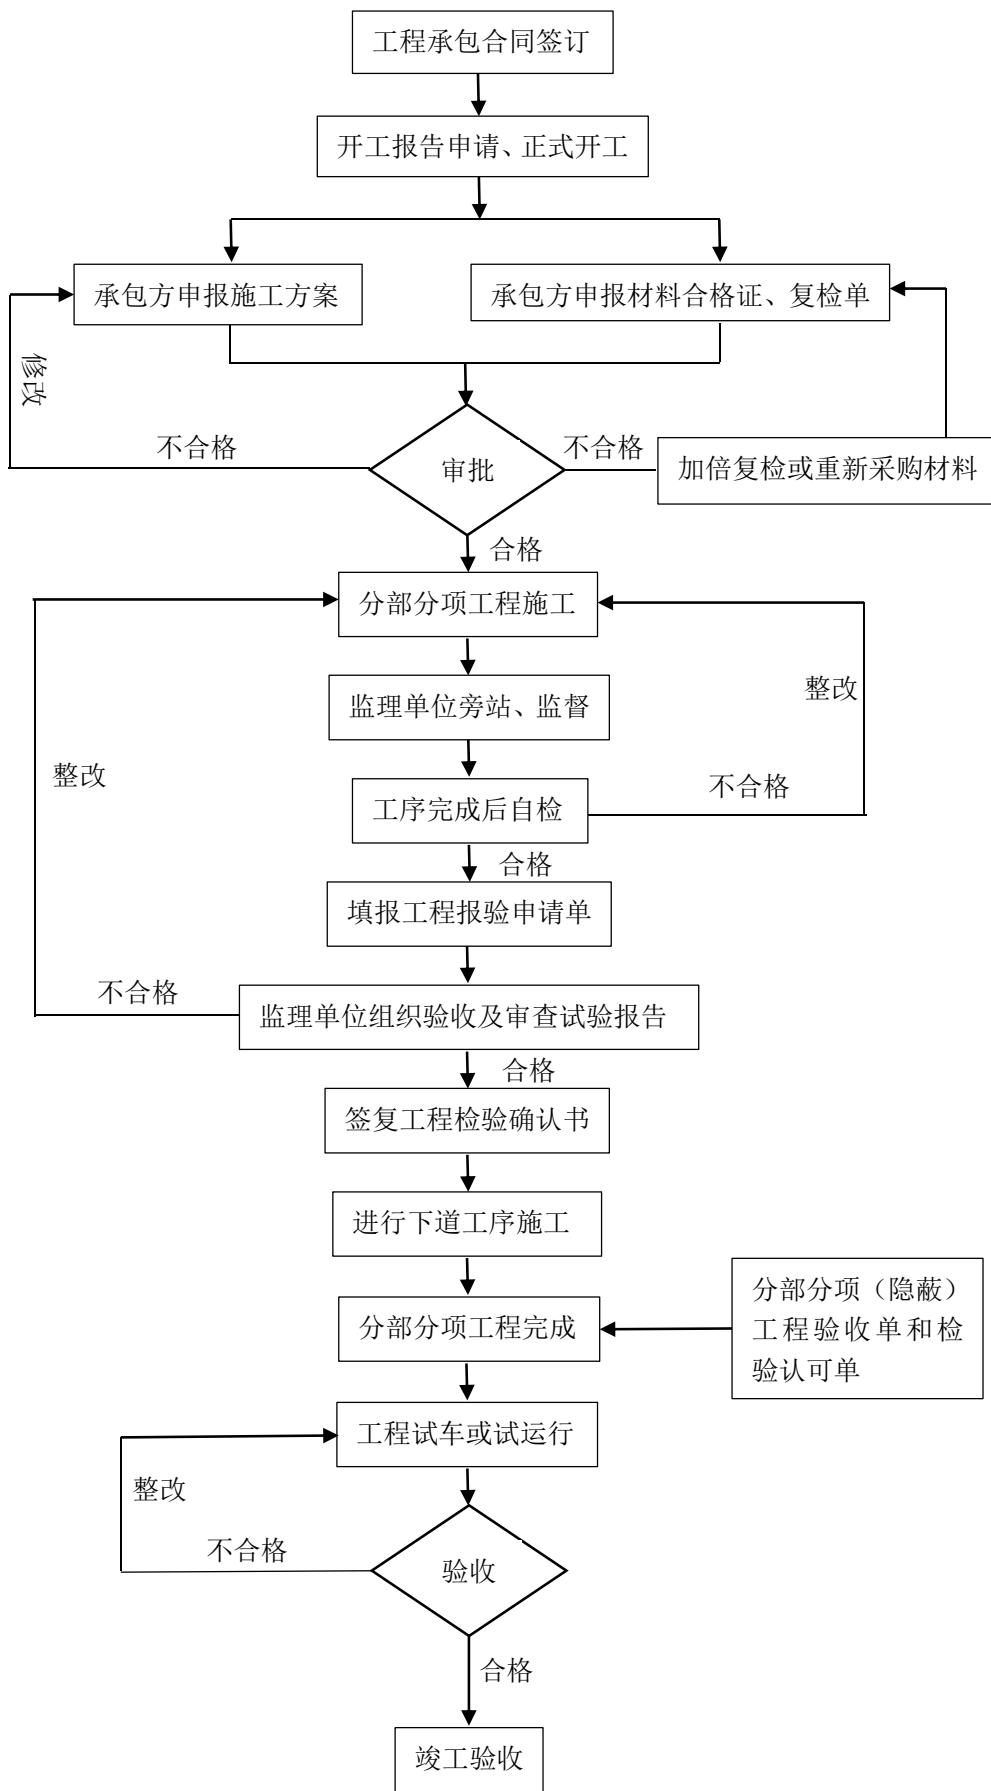 工程承包合同签订
开工报告申请、正式开工
承包方申报施工方案
承包方申报材料合格证、复检单
修改
不合格
审批
不合格
加倍复检或重新采购材料
合格
分部分项工程施工
监理单位旁站、监督
整改
整改
工序完成后自检
不合格
合格
填报工程报验申请单
不合格
监理单位组织验收及审查试验报告
合格
签复工程检验确认书
进行下道工序施工
分部分项工程完成
分部分项（隐蔽）
工程验收单和检
验认可单
工程试车或试运行
整改
不合格
验收
合格
竣工验收